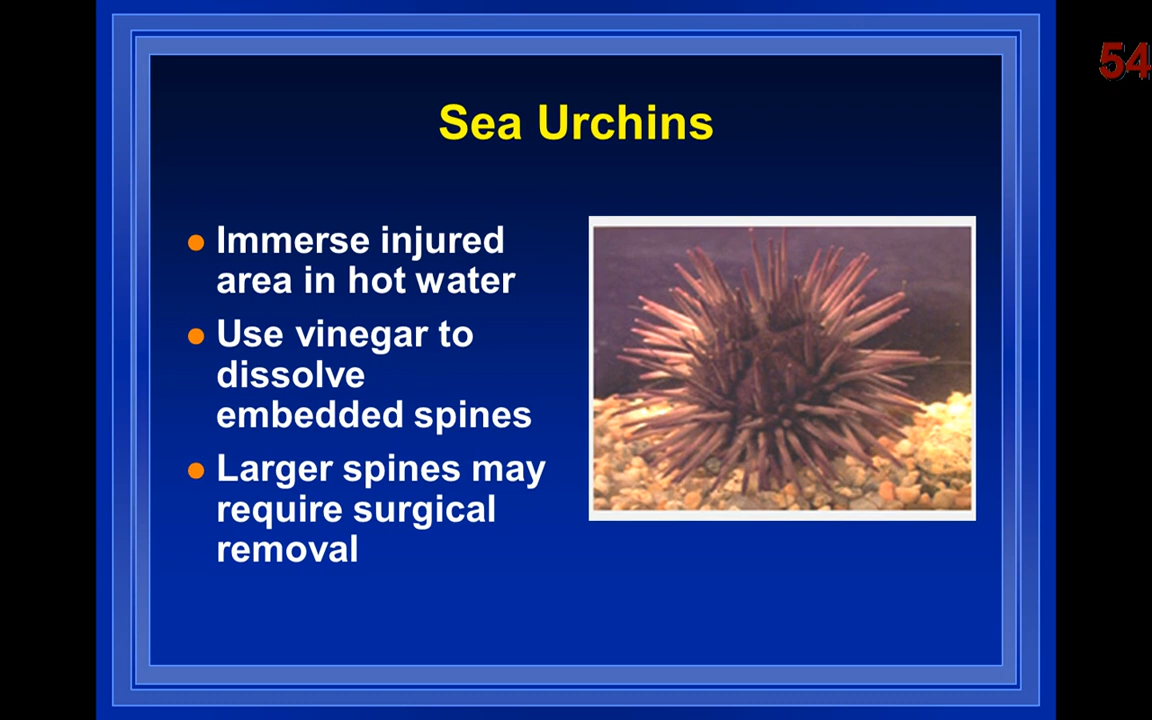 54
Sea Urchins
● Immerse injured
area in hot water
● Use vinegar to
dissolve
embedded spines
● Larger spines may
require surgical
removal